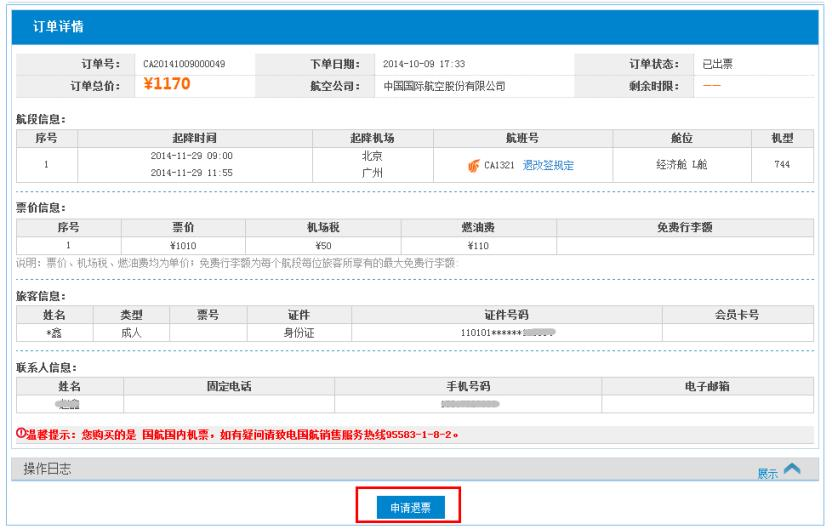 订单详情
订单号： CA20141009000049 下单日期： 2014-10-09 17:33 订单状态： 已出票
订单总价： ¥1170 航空公司： 中国国际航空股份有限公司 剩余时限： ——
航段信息：
序号 起降时间 起降机场 航班号 舱位 机型
1 2014-11-29 09:00 北京 CA1321 退改签规定 经济舱 L舱 744
2014-11-29 11:55 广州
票价信息：
序号 票价 机场税 燃油费 免费行李额
1 ¥1010 ¥50 ¥110
说明：票价、机场税、燃油费均为单价；免费行李额为每个航段每位旅客所享有的最大免费行李额.
旅客信息：
姓名 类型 票号 证件 证件号码 会员卡号
*鑫 成人 身份证 110101******
联系人信息：
姓名 固定电话 手机号码 电子邮箱
温馨提示：您购买的是 国航国内机票，如有疑问请致电国航销售服务热线95583-1-8-2。
操作日志 展示
申请退票